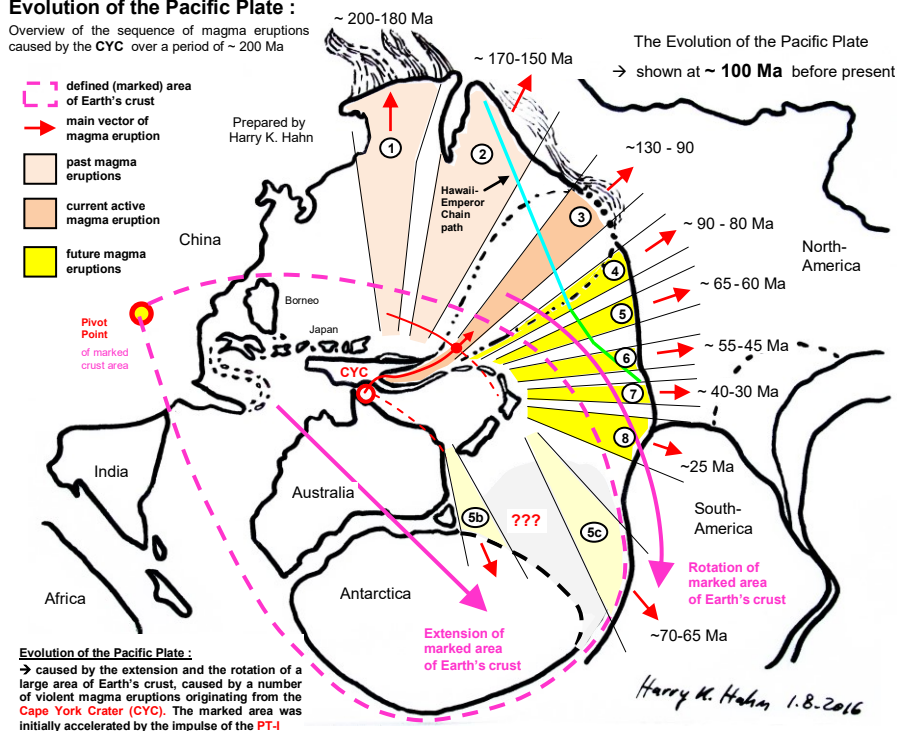 Evolution of the Pacific Plate :
Overview of the sequence of magma eruptions
caused by the CYC over a period of ~ 200 Ma
defined (marked) area
of Earth's crust
main vector of
magma eruption
past magma
eruptions
current active
magma eruption
future magma
eruptions
Prepared by
Harry K. Hahn
~ 200-180 Ma
~ 170-150 Ma
The Evolution of the Pacific Plate
→ shown at ~ 100 Ma before present
~130 - 90
~ 90 - 80 Ma
~ 65 - 60 Ma
~ 55-45 Ma
~ 40-30 Ma
~25 Ma
~70-65 Ma
1
2
3
4
5
6
7
8
5b
???
5c
Hawaii-
Emperor
Chain
path
China
North-
America
Borneo
Japan
Pivot
Point
of marked
crust area
CYC
India
Australia
South-
America
Africa
Antarctica
Rotation of
marked area
of Earth's crust
Extension of
marked area
of Earth's crust
Evolution of the Pacific Plate :
→ caused by the extension and the rotation of a
large area of Earth's crust, caused by a number
of violent magma eruptions originating from the
Cape York Crater (CYC). The marked area was
initially accelerated by the impulse of the PT-I
Harry K. Hahn 1.8.2016